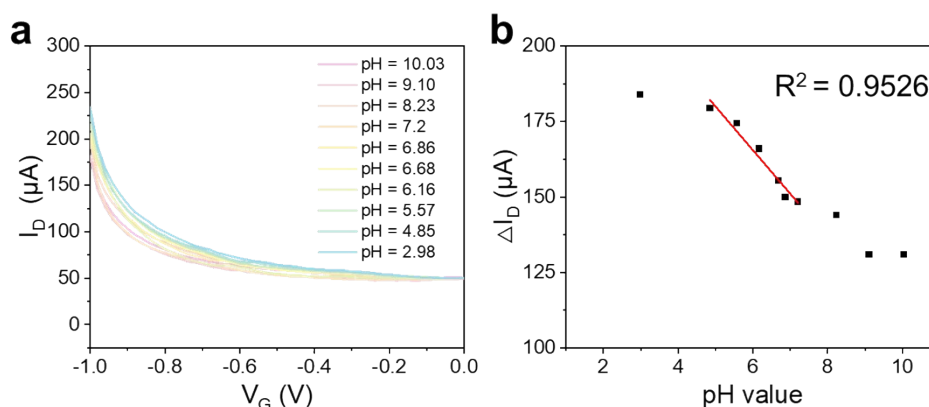 a
300
250
200
150
100
50
0
I_D (µA)
-1.0 -0.8 -0.6 -0.4 -0.2 0.0
V_G (V)
pH = 10.03
pH = 9.10
pH = 8.23
pH = 7.2
pH = 6.86
pH = 6.68
pH = 6.16
pH = 5.57
pH = 4.85
pH = 2.98
b
200
175
150
125
100
△I_D (µA)
R² = 0.9526
2 4 6 8 10
pH value